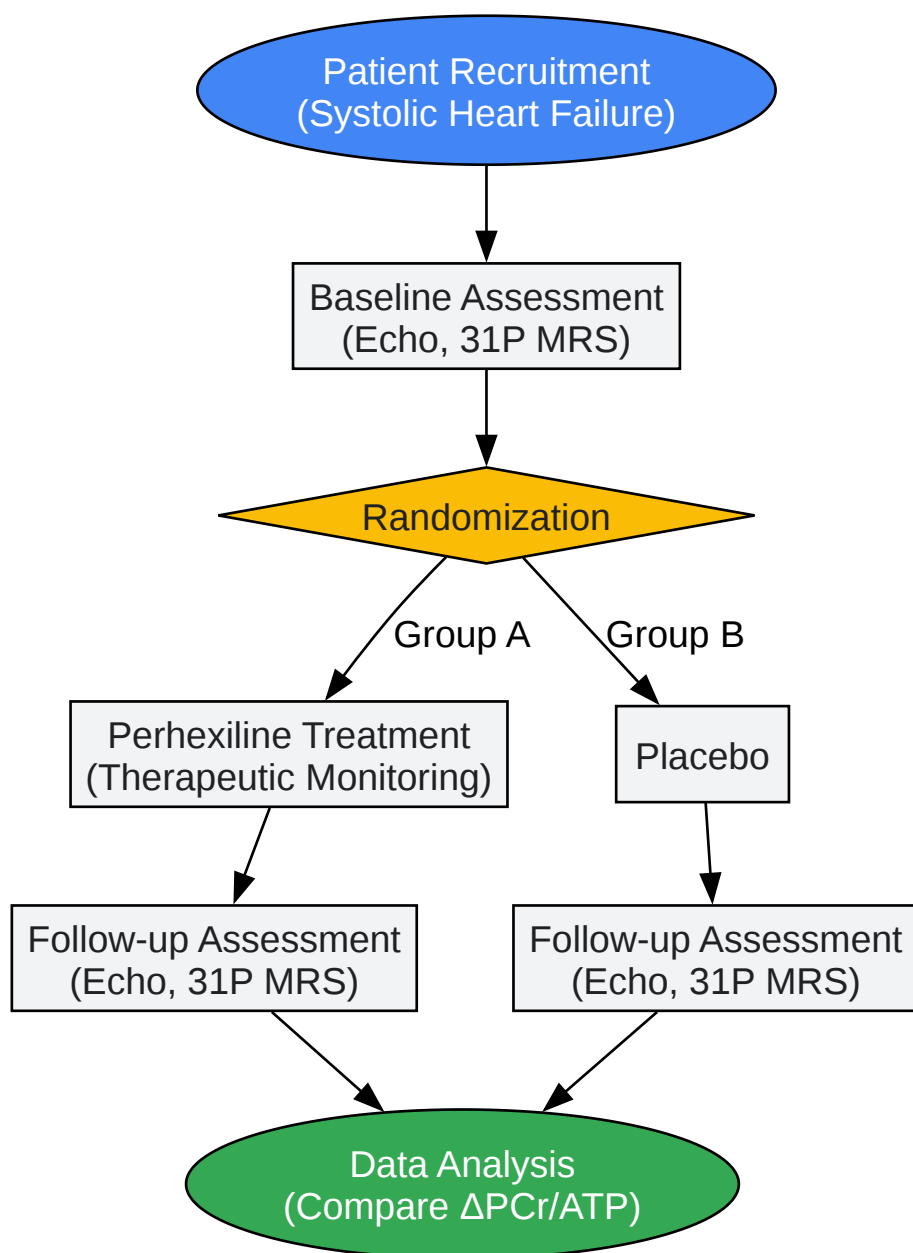 Patient Recruitment
(Systolic Heart Failure)
Baseline Assessment
(Echo, 31P MRS)
Randomization
Group A
Group B
Perhexiline Treatment
(Therapeutic Monitoring)
Placebo
Follow-up Assessment
(Echo, 31P MRS)
Follow-up Assessment
(Echo, 31P MRS)
Data Analysis
(Compare ΔPCr/ATP)